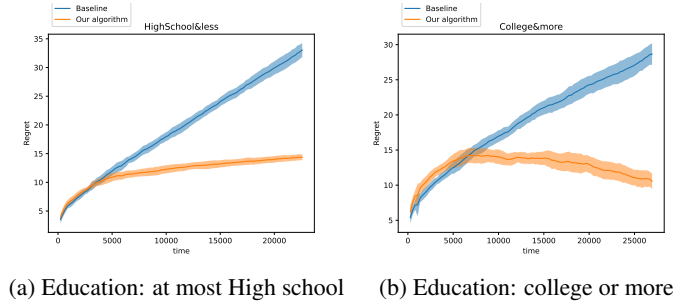 Baseline
Our algorithm
HighSchool&less
Regret
35
30
25
20
15
10
5
0
5000
10000
15000
20000
time
Baseline
Our algorithm
College&more
Regret
30
25
20
15
10
5
0
5000
10000
15000
20000
25000
time
(a) Education: at most High school
(b) Education: college or more